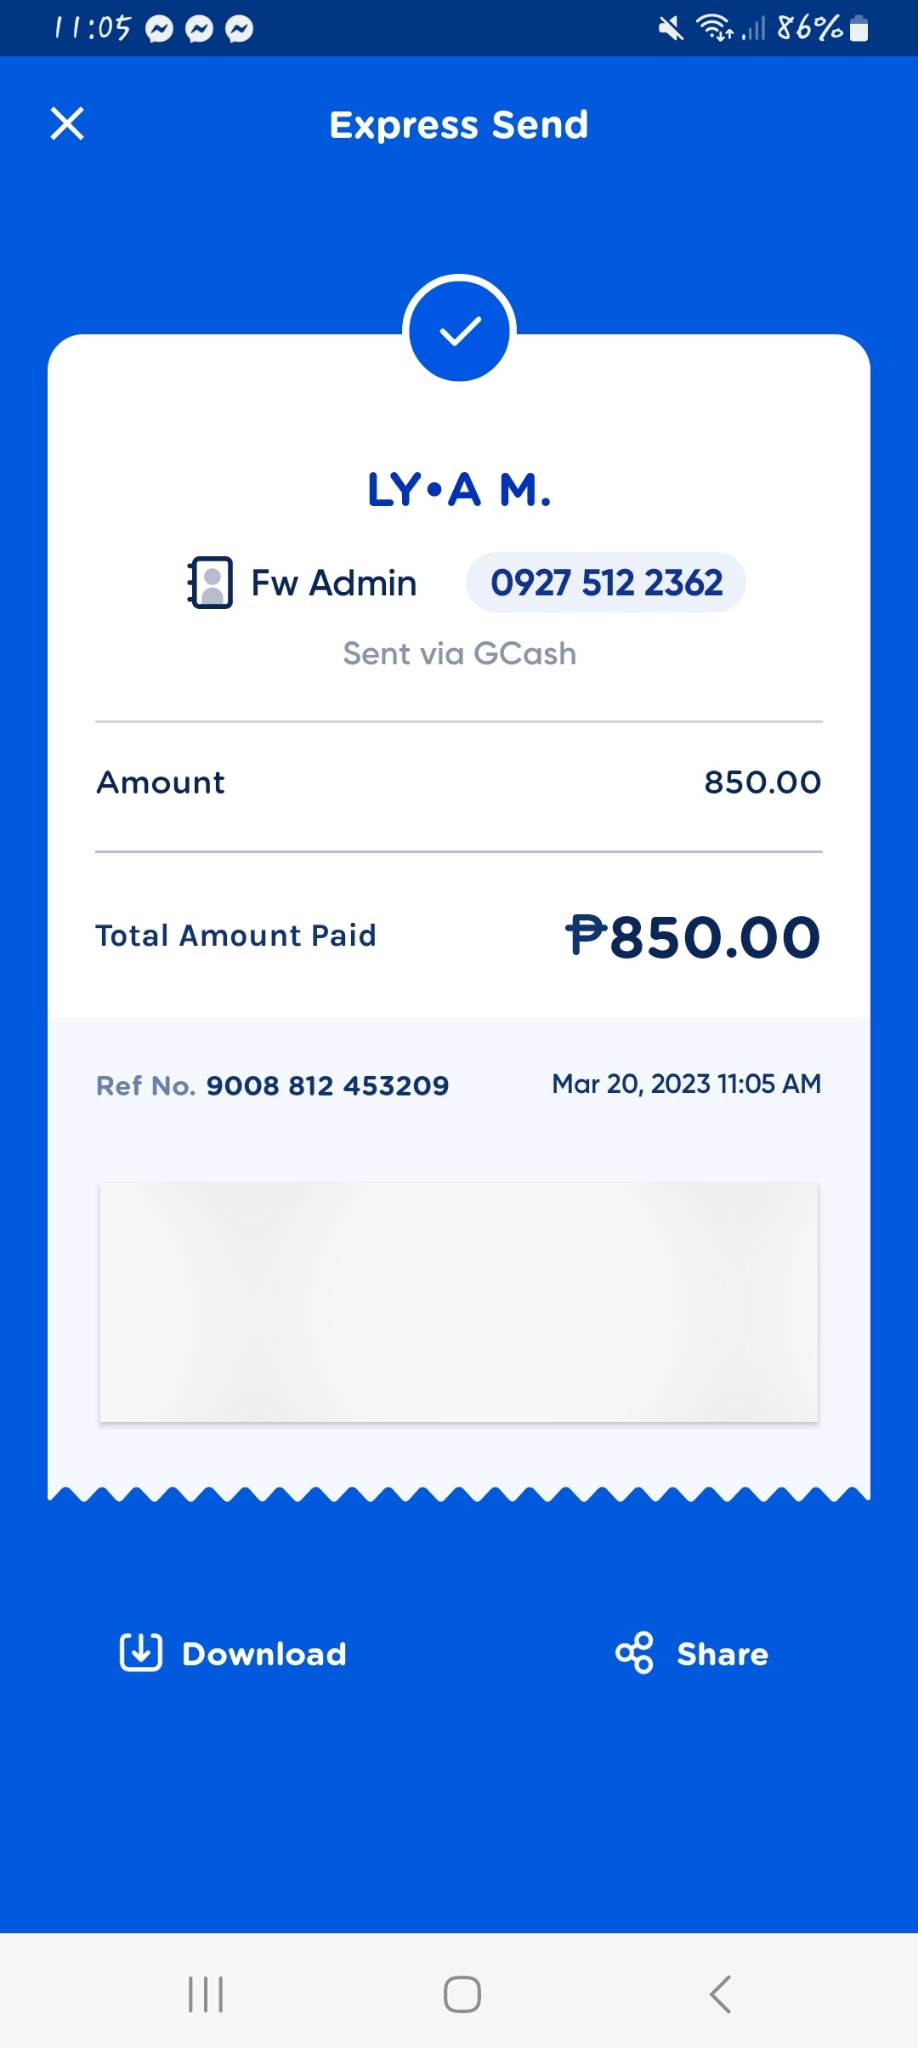 11:05 86%
Express Send
LY•A M.
Fw Admin 0927 512 2362
Sent via GCash
Amount 850.00
Total Amount Paid ₱850.00
Ref No. 9008 812 453209 Mar 20, 2023 11:05 AM
Download Share